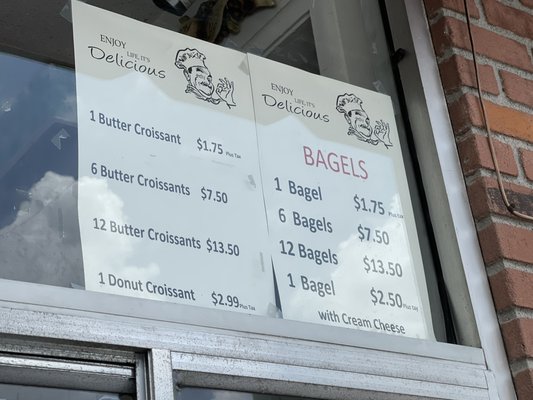 ENJOY
LIFE IT'S
Delicious
1 Butter Croissant $1.75 Plus Tax
6 Butter Croissants $7.50
12 Butter Croissants $13.50
1 Donut Croissant $2.99 Plus Tax
ENJOY
LIFE IT'S
Delicious
BAGELS
1 Bagel $1.75 Plus Tax
6 Bagels $7.50
12 Bagels $13.50
1 Bagel $2.50 Plus Tax
with Cream Cheese